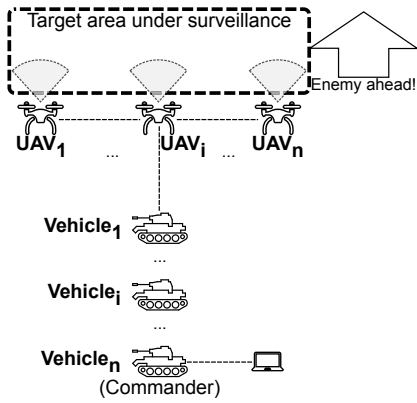 Target area under surveillance
Enemy ahead!
UAV1 ... UAVi ... UAVn
Vehicle1
...
Vehiclei
...
Vehiclen
(Commander)